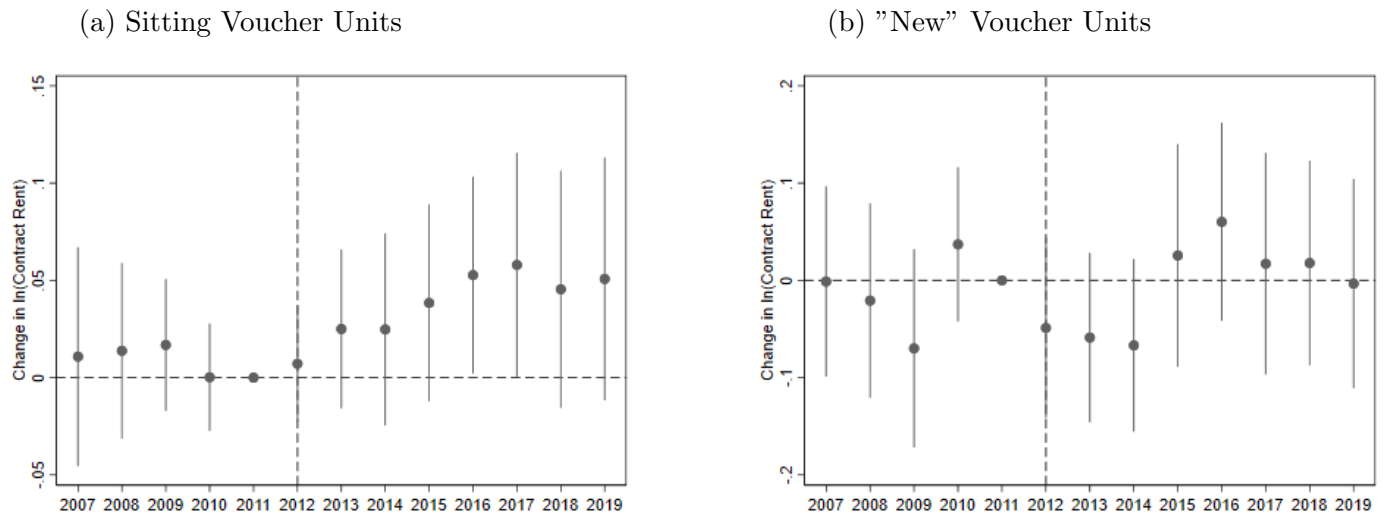 (a) Sitting Voucher Units
(b) ”New” Voucher Units
Change in ln(Contract Rent)
.15
.1
.05
0
-.05
2007 2008 2009 2010 2011 2012 2013 2014 2015 2016 2017 2018 2019
Change in ln(Contract Rent)
.2
.1
0
-.1
-.2
2007 2008 2009 2010 2011 2012 2013 2014 2015 2016 2017 2018 2019